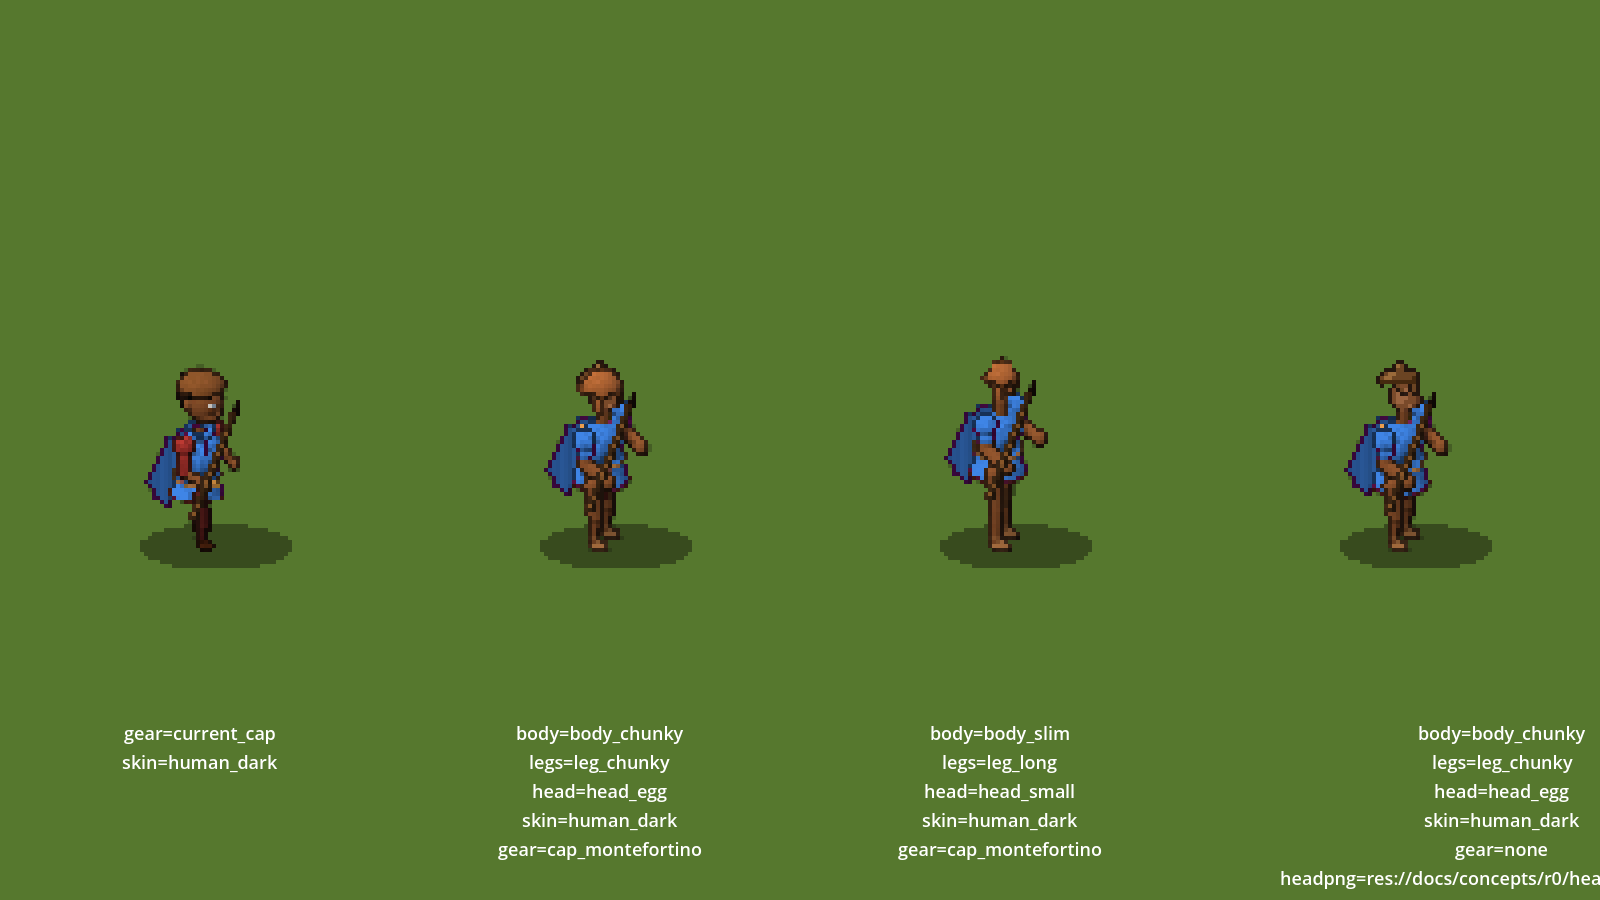 gear=current_cap
skin=human_dark
body=body_chunky
legs=leg_chunky
head=head_egg
skin=human_dark
gear=cap_montefortino
body=body_slim
legs=leg_long
head=head_small
skin=human_dark
gear=cap_montefortino
body=body_chunky
legs=leg_chunky
head=head_egg
skin=human_dark
gear=none
headpng=res://docs/concepts/r0/hea